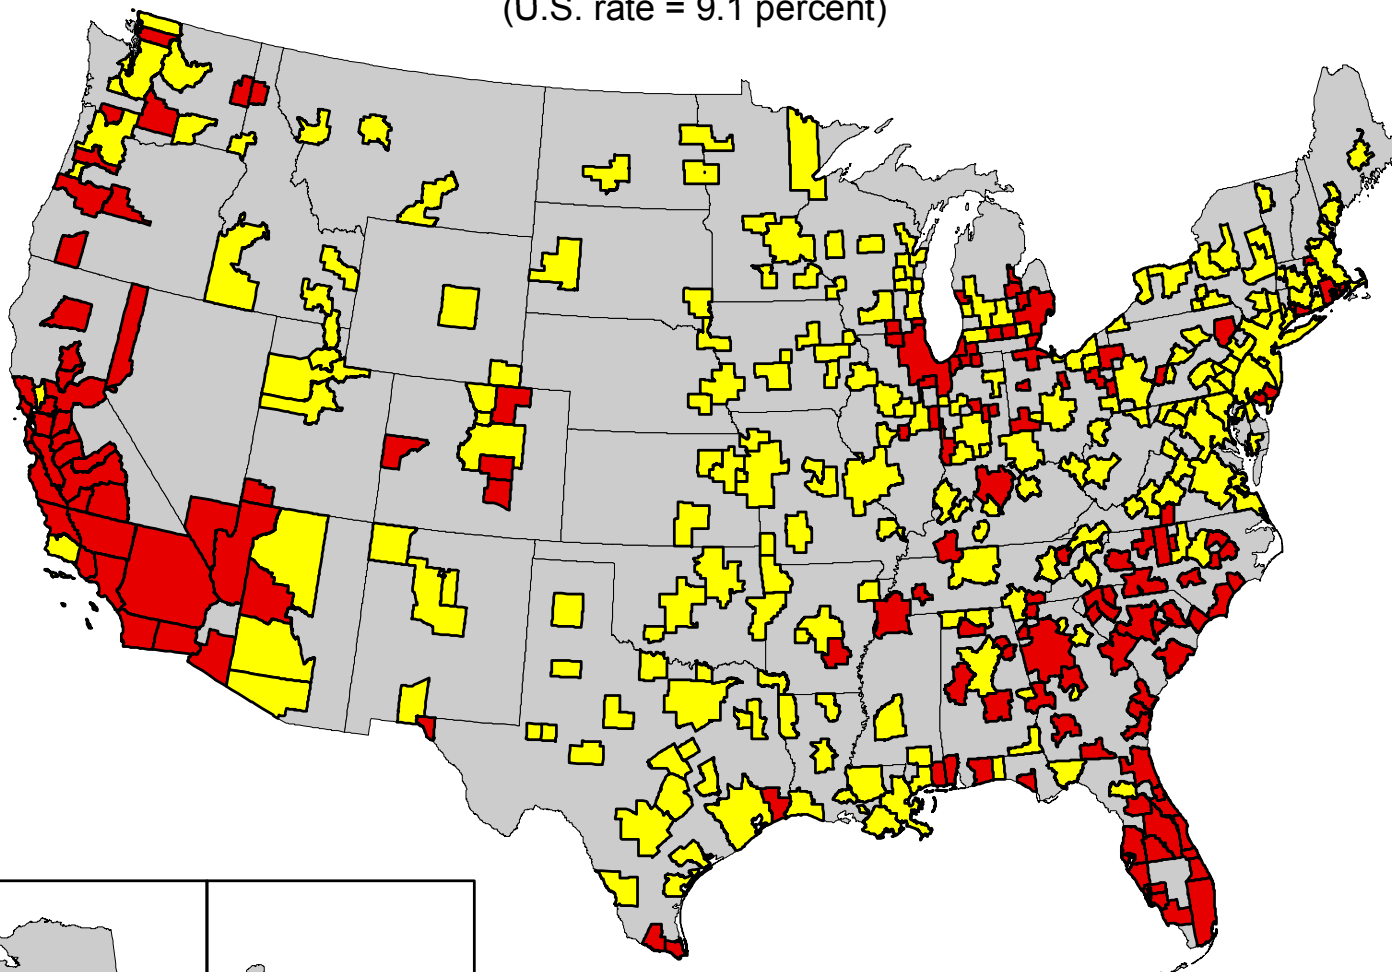 (U.S. rate = 9.1 percent)